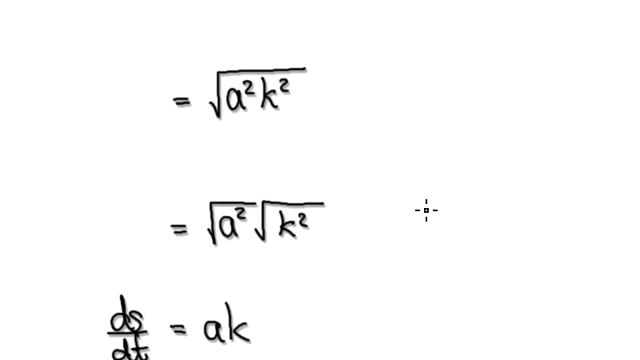 = √a²k²
= √a² √k²
ds/dt = ak